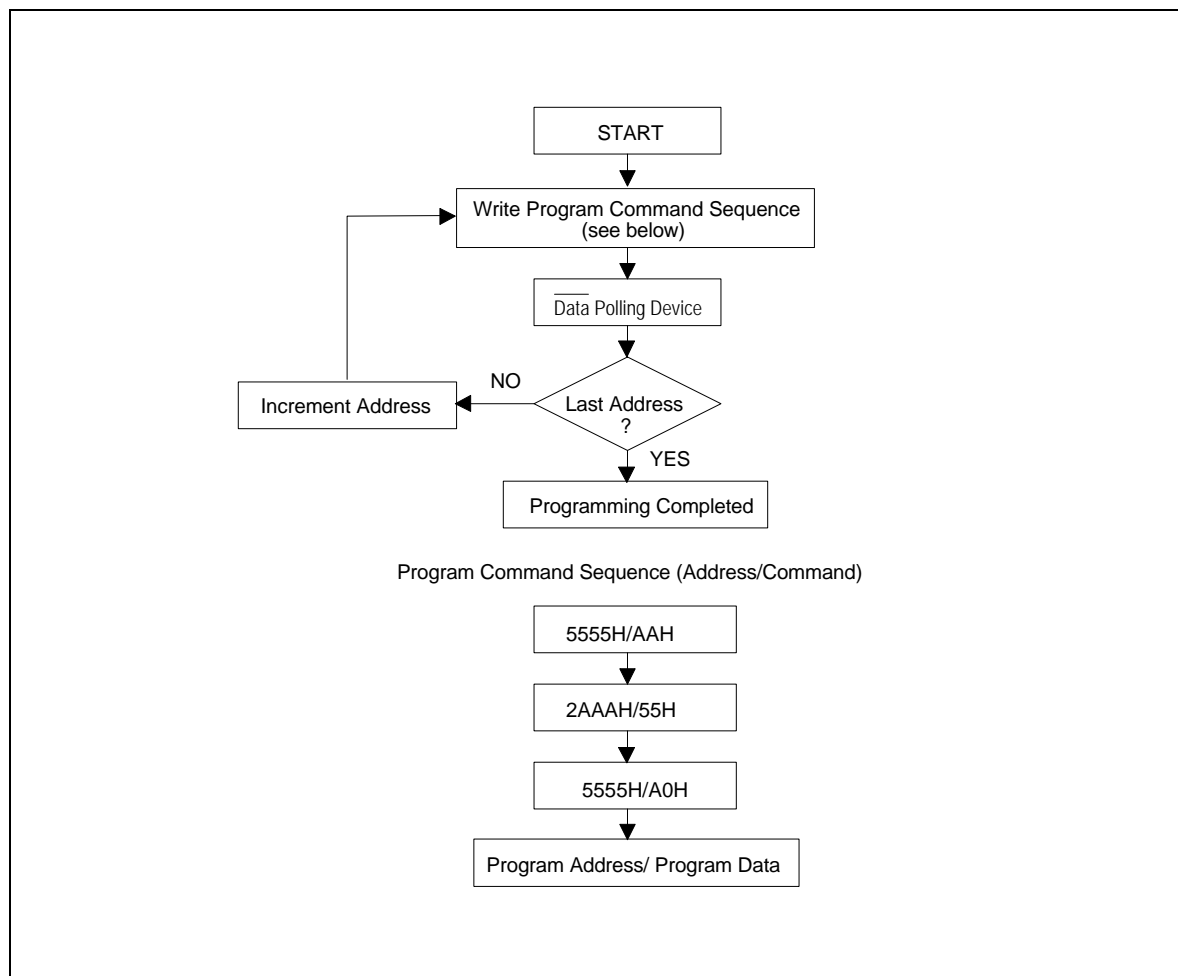 START
Write Program Command Sequence
(see below)
Data Polling Device
NO
Increment Address
Last Address
?
YES
Programming Completed
Program Command Sequence (Address/Command)
5555H/AAH
2AAAH/55H
5555H/A0H
Program Address/ Program Data